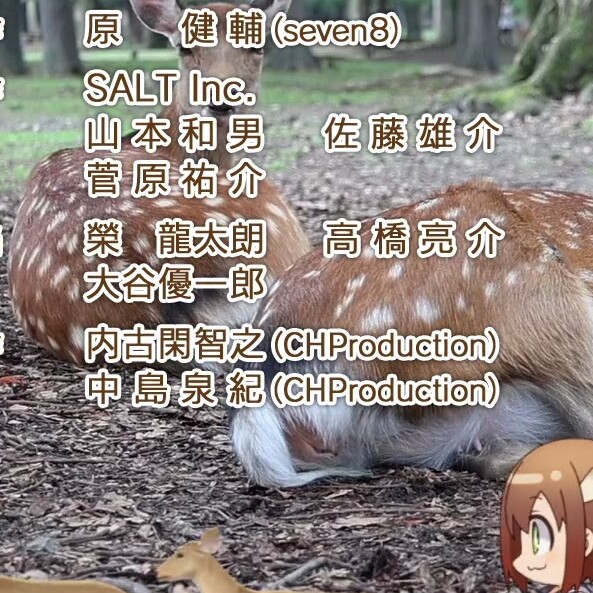 原 健輔(seven8)
SALT Inc.
山本和男 佐藤雄介
菅原祐介
榮 龍太朗 高橋亮介
大谷優一郎
内古閑智之(CHProduction)
中島泉紀(CHProduction)